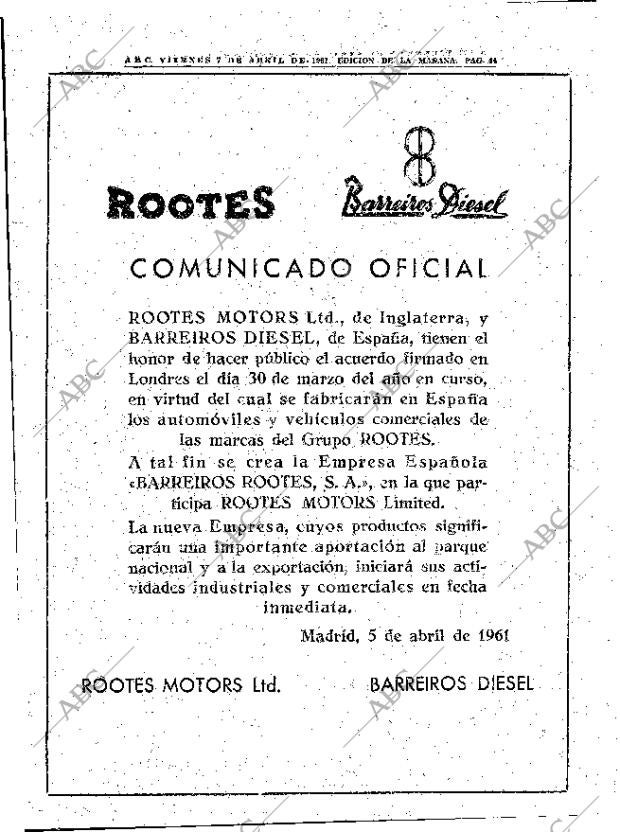 ABC. VIERNES 7 DE ABRIL DE 1961. EDICION DE LA MAÑANA. PAG. 44
ROOTES
Barreiros Diesel
COMUNICADO OFICIAL
ROOTES MOTORS Ltd., de Inglaterra, y
BARREIROS DIESEL, de España, tienen el
honor de hacer público el acuerdo firmado en
Londres el día 30 de marzo del año en curso,
en virtud del cual se fabricarán en España
los automóviles y vehículos comerciales de
las marcas del Grupo ROOTES.
A tal fin se crea la Empresa Española
«BARREIROS ROOTES, S. A.», en la que par-
ticipa ROOTES MOTORS Limited.
La nueva Empresa, cuyos productos signifi-
carán una importante aportación al parque
nacional y a la exportación, iniciará sus acti-
vidades industriales y comerciales en fecha
inmediata.
Madrid, 5 de abril de 1961
ROOTES MOTORS Ltd.
BARREIROS DIESEL